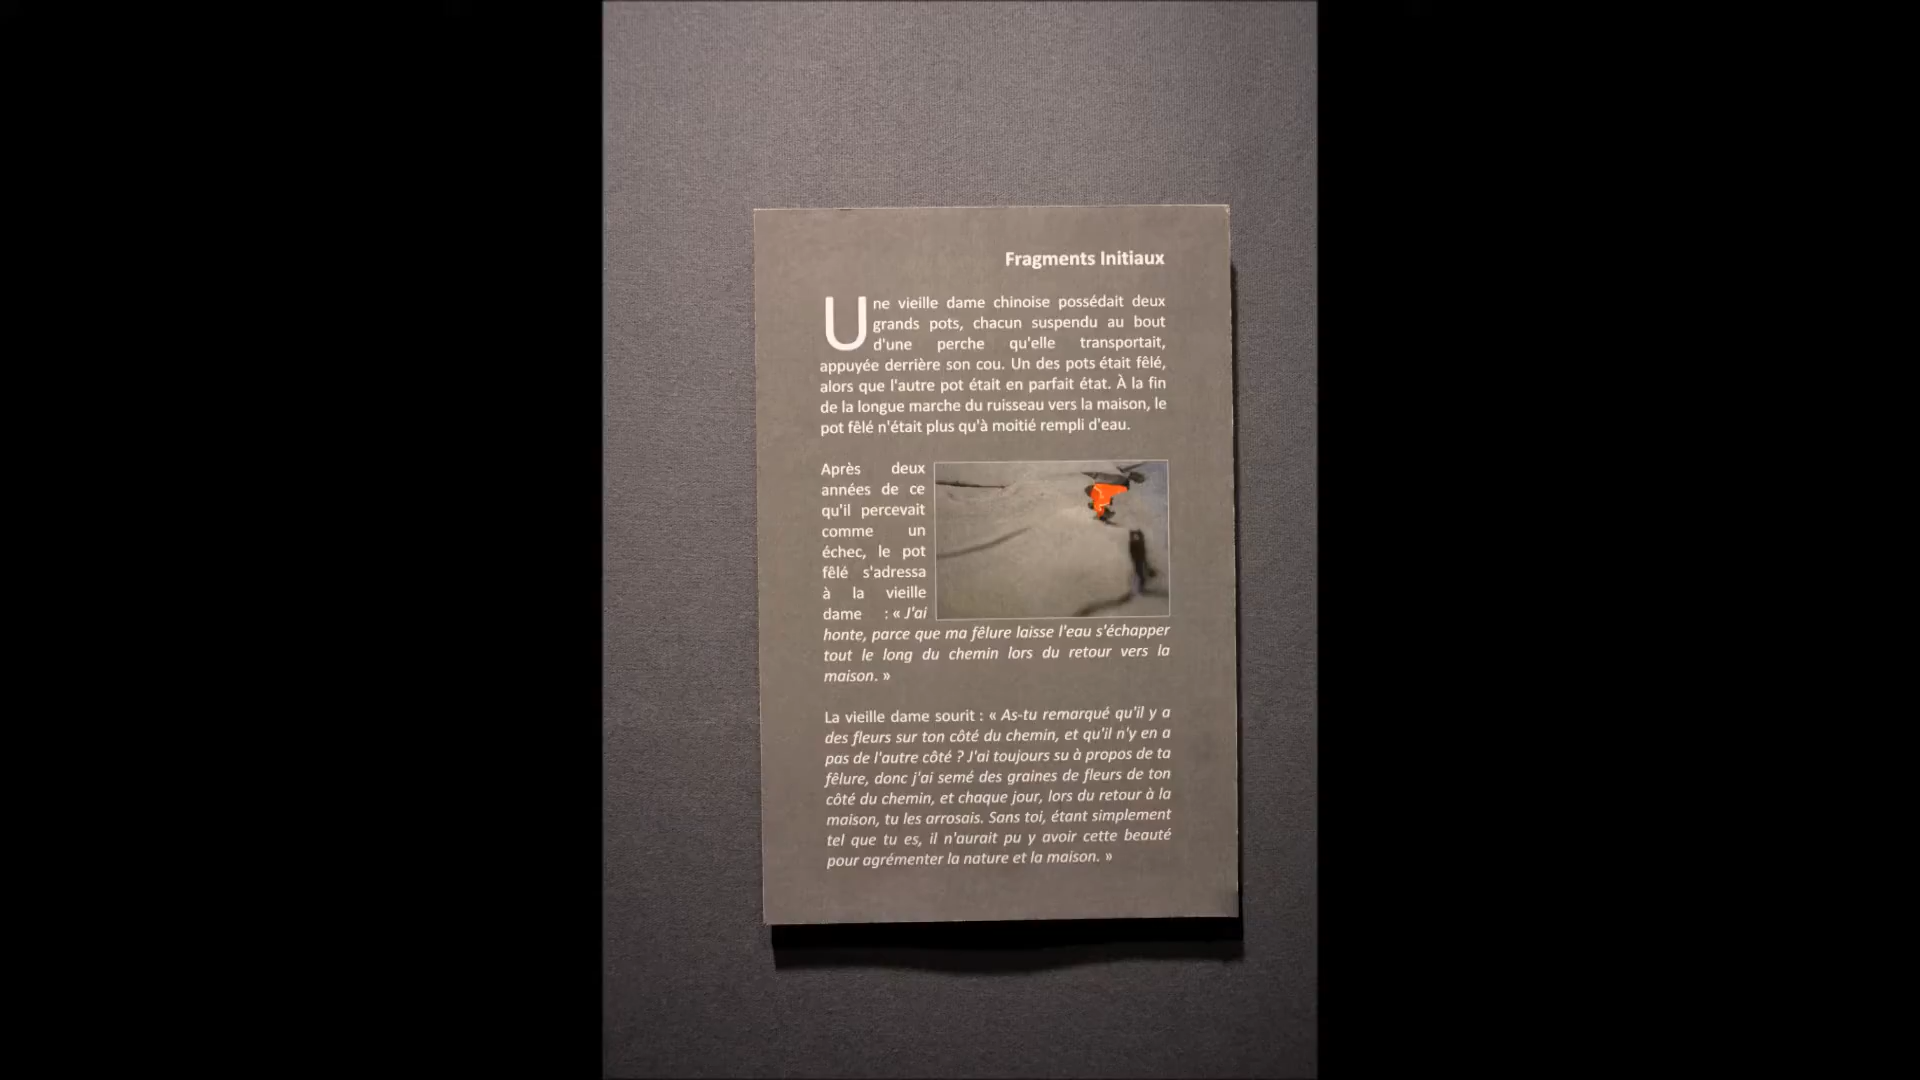 Fragments Initiaux
Une vieille dame chinoise possédait deux
grands pots, chacun suspendu au bout
d'une perche qu'elle transportait,
appuyée derrière son cou. Un des pots était fêlé,
alors que l'autre pot était en parfait état. À la fin
de la longue marche du ruisseau vers la maison, le
pot fêlé n'était plus qu'à moitié rempli d'eau.
Après deux
années de ce
qu'il percevait
comme un
échec, le pot
fêlé s'adressa
à la vieille
dame : « J'ai
honte, parce que ma fêlure laisse l'eau s'échapper
tout le long du chemin lors du retour vers la
maison. »
La vieille dame sourit : « As-tu remarqué qu'il y a
des fleurs sur ton côté du chemin, et qu'il n'y en a
pas de l'autre côté ? J'ai toujours su à propos de ta
fêlure, donc j'ai semé des graines de fleurs de ton
côté du chemin, et chaque jour, lors du retour à la
maison, tu les arrosais. Sans toi, étant simplement
tel que tu es, il n'aurait pu y avoir cette beauté
pour agrémenter la nature et la maison. »